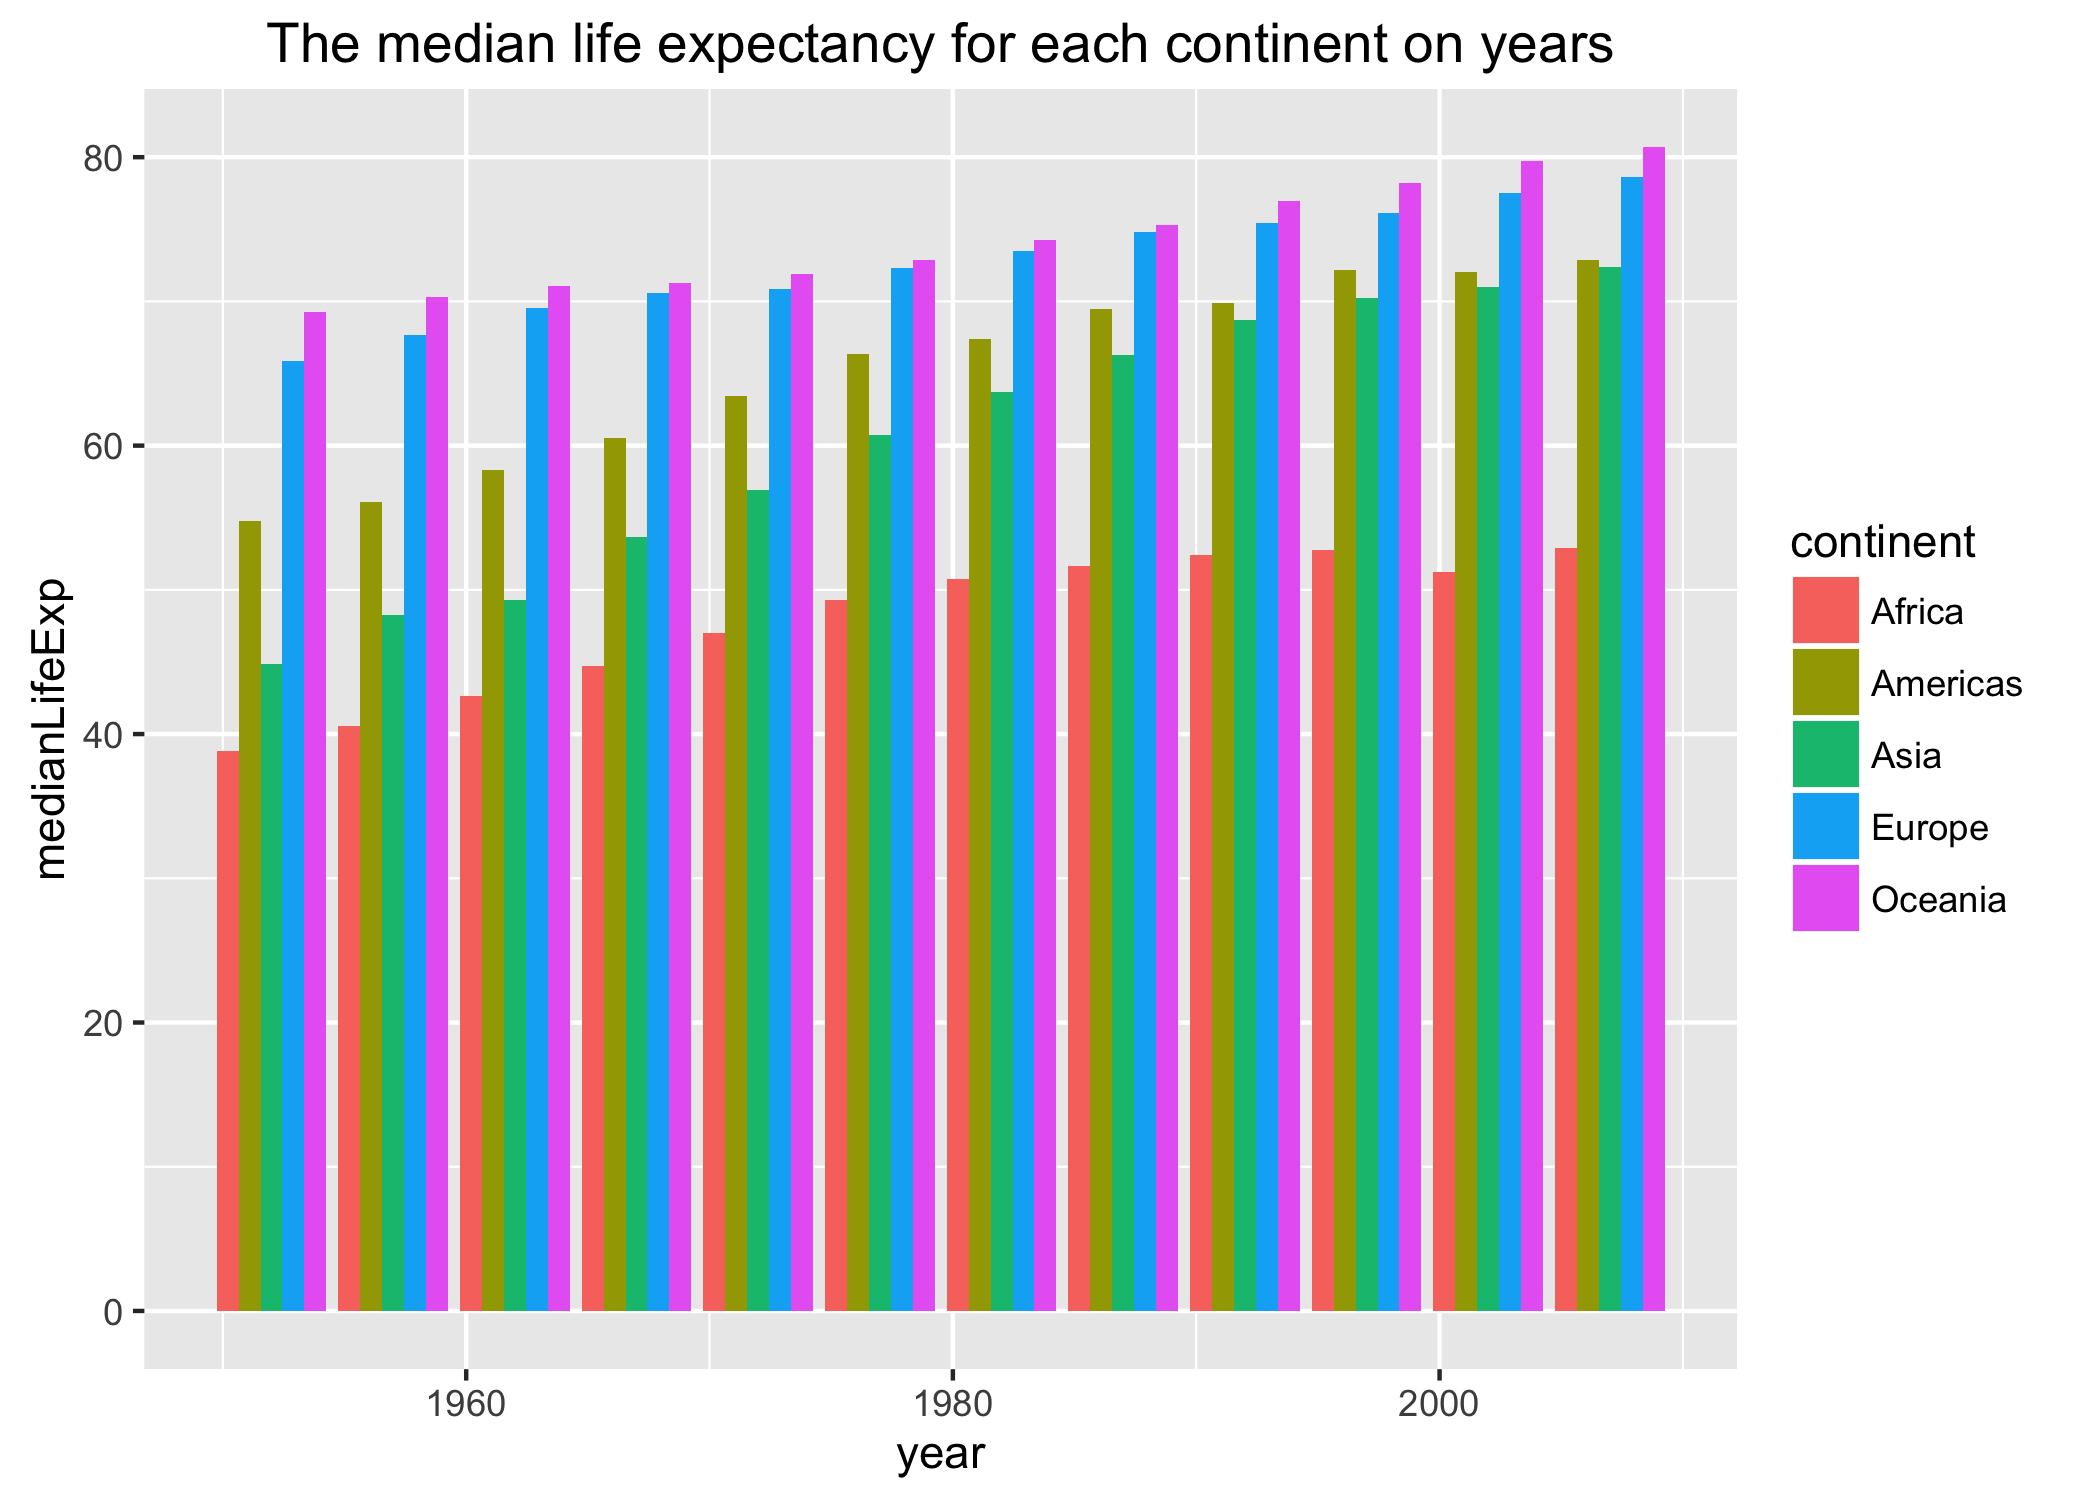 The median life expectancy for each continent on years
medianLifeExp
80
60
40
20
0
1960 1980 2000
year
continent
Africa
Americas
Asia
Europe
Oceania